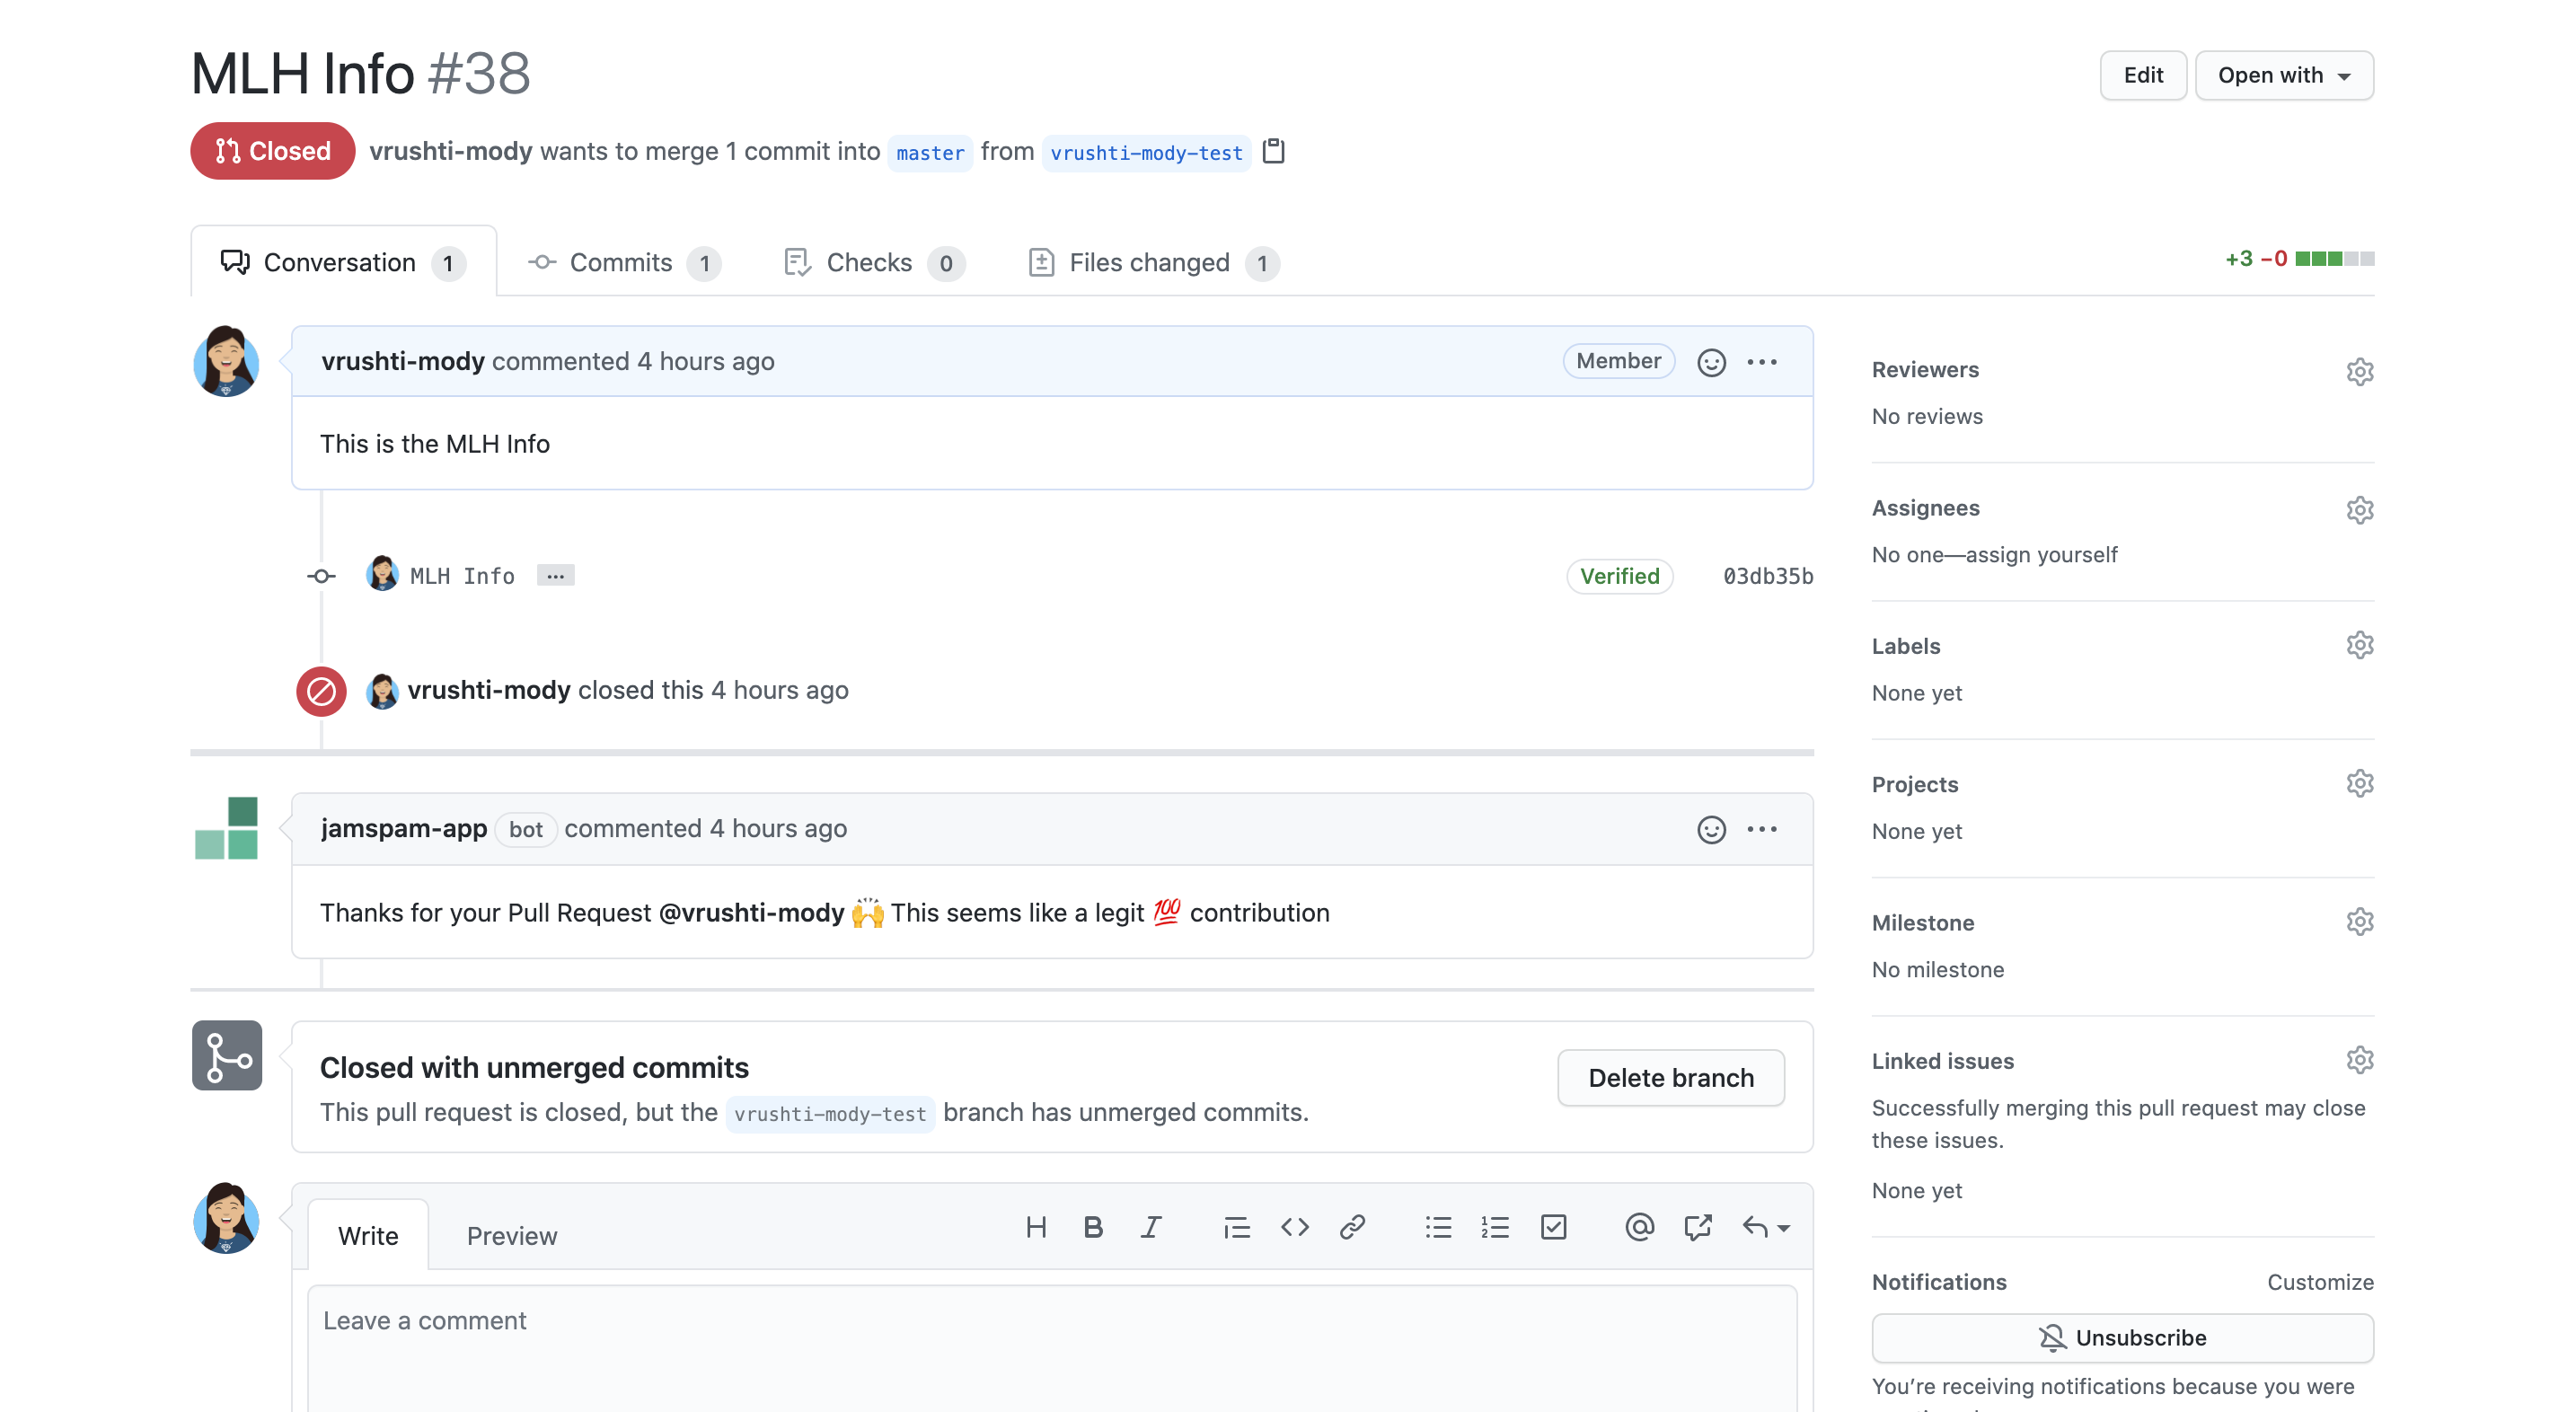 MLH Info #38
Edit
Open with
Closed
vrushti-mody wants to merge 1 commit into master from vrushti-mody-test
Conversation 1
Commits 1
Checks 0
Files changed 1
+3 −0
vrushti-mody commented 4 hours ago
Member
This is the MLH Info
MLH Info
Verified
03db35b
vrushti-mody closed this 4 hours ago
jamspam-app bot commented 4 hours ago
Thanks for your Pull Request @vrushti-mody 🙌 This seems like a legit 💯 contribution
Closed with unmerged commits
This pull request is closed, but the vrushti-mody-test branch has unmerged commits.
Delete branch
Write
Preview
Leave a comment
Reviewers
No reviews
Assignees
No one—assign yourself
Labels
None yet
Projects
None yet
Milestone
No milestone
Linked issues
Successfully merging this pull request may close
these issues.
None yet
Notifications
Customize
Unsubscribe
You’re receiving notifications because you were